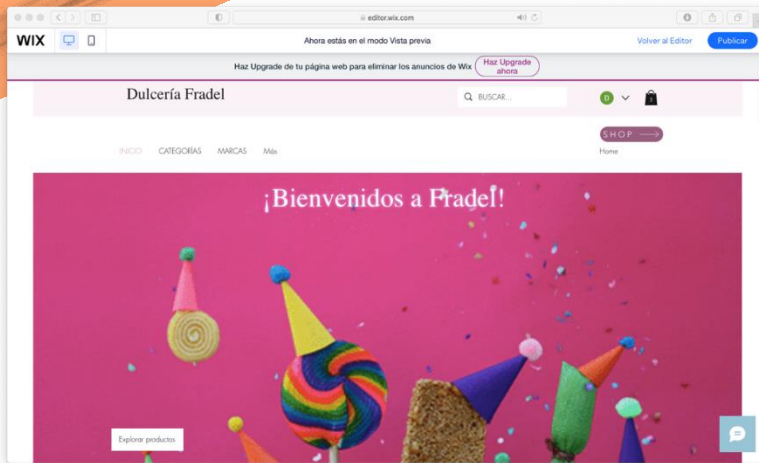 editor.wix.com
WIX
Ahora estás en el modo Vista previa
Volver al Editor
Publicar
Haz Upgrade de tu página web para eliminar los anuncios de Wix
Haz Upgrade
ahora
Dulcería Fradel
BUSCAR...
SHOP
INICIO CATEGORÍAS MARCAS Más
Home
¡Bienvenidos a Fradel!
Explorar productos